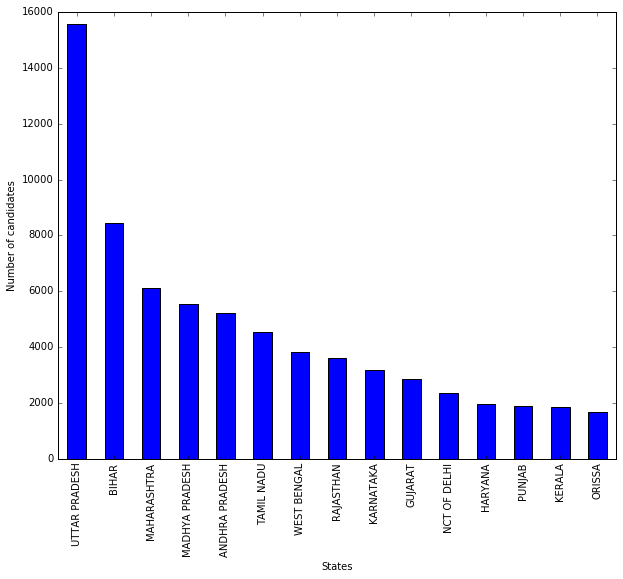 16000
14000
12000
10000
8000
6000
4000
2000
0
Number of candidates
UTTAR PRADESH
BIHAR
MAHARASHTRA
MADHYA PRADESH
ANDHRA PRADESH
TAMIL NADU
WEST BENGAL
RAJASTHAN
KARNATAKA
GUJARAT
NCT OF DELHI
HARYANA
PUNJAB
KERALA
ORISSA
States